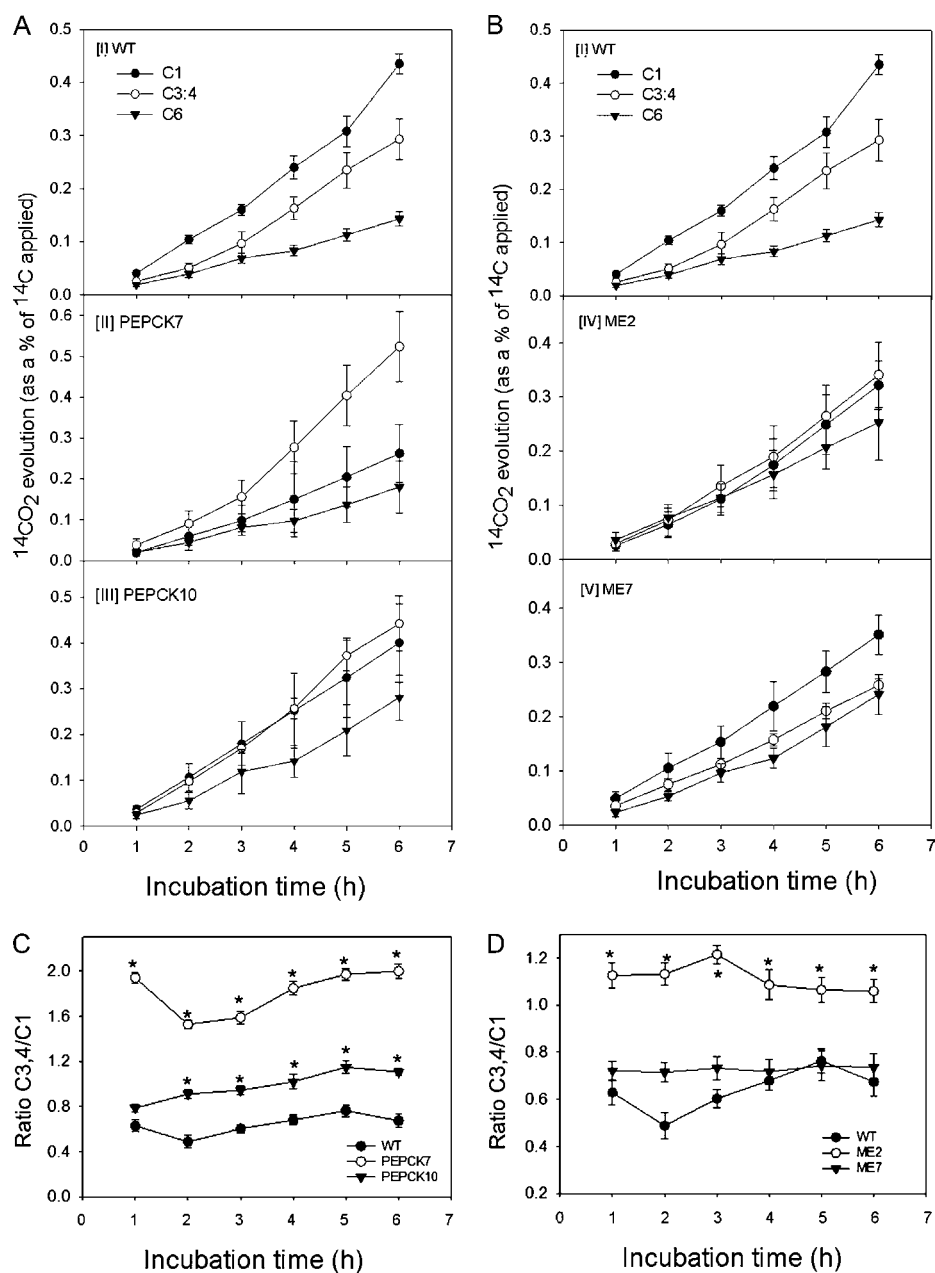 A
[I] WT
C1
C3:4
C6
0.5
0.4
0.3
0.2
0.1
0.0
[II] PEPCK7
0.6
0.5
0.4
0.3
0.2
0.1
0.0
[III] PEPCK10
0.5
0.4
0.3
0.2
0.1
0.0
0 1 2 3 4 5 6 7
14CO2 evolution (as a % of 14C applied)
Incubation time (h)
B
[I] WT
C1
C3:4
C6
0.5
0.4
0.3
0.2
0.1
0.0
[IV] ME2
0.4
0.3
0.2
0.1
0.0
[V] ME7
0.4
0.3
0.2
0.1
0.0
0 1 2 3 4 5 6 7
14CO2 evolution (as a % of 14C applied)
Incubation time (h)
C
2.0
1.6
1.2
0.8
0.4
0.0
Ratio C3,4/C1
* * * * * *
* * * * *
WT
PEPCK7
PEPCK10
0 1 2 3 4 5 6 7
Incubation time (h)
D
1.2
1.0
0.8
0.6
0.4
0.2
Ratio C3,4/C1
* * * * * *
WT
ME2
ME7
0 1 2 3 4 5 6 7
Incubation time (h)